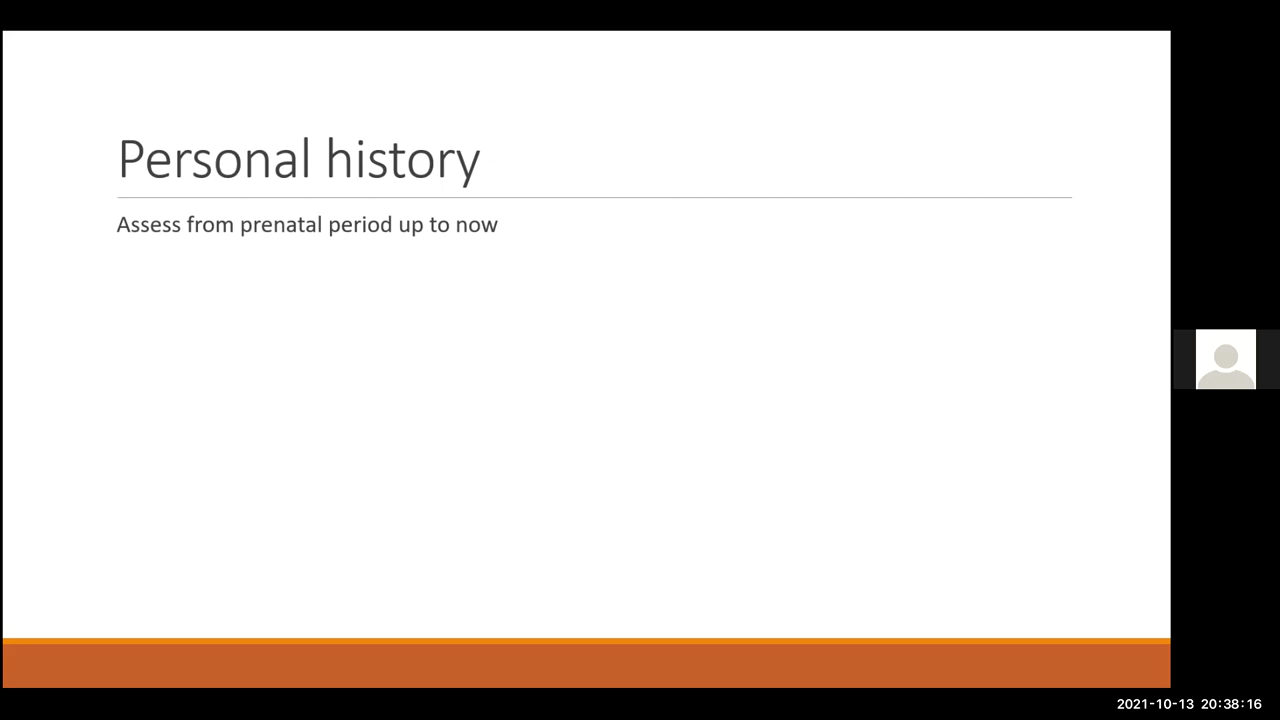 Personal history
Assess from prenatal period up to now
2021-10-13 20:38:16